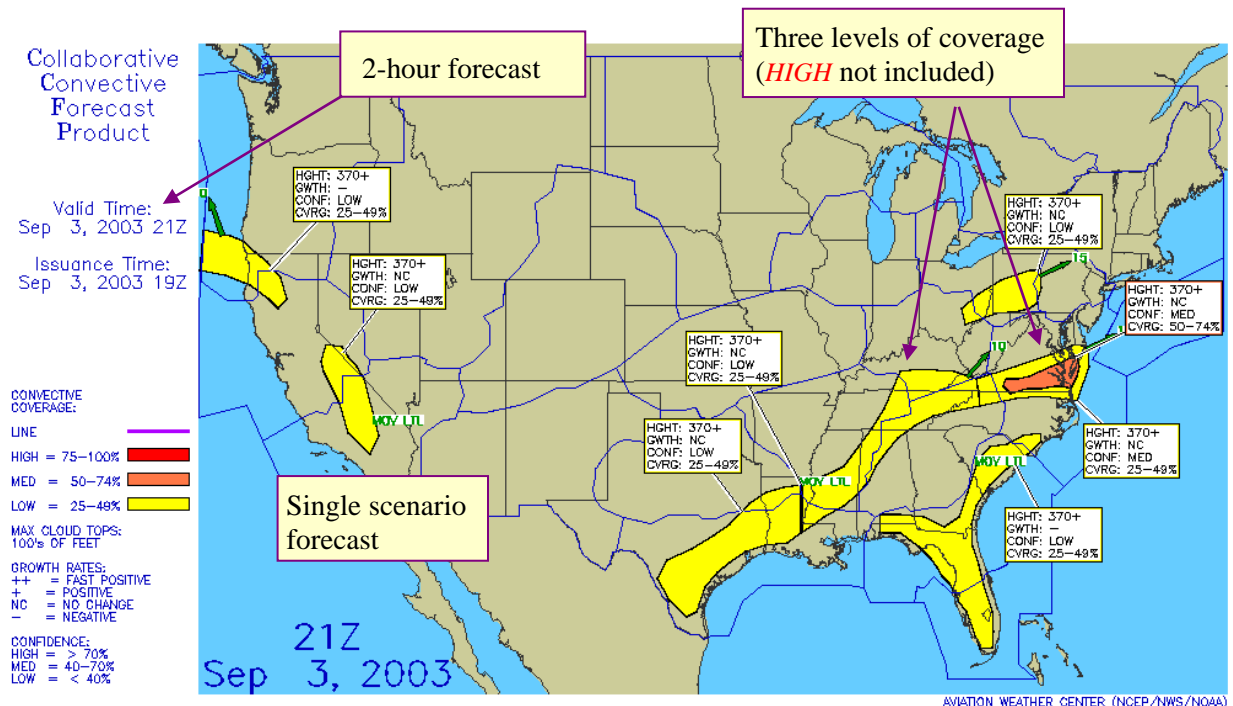 Collaborative
Convective
Forecast
Product
2-hour forecast
Three levels of coverage
(HIGH not included)
Valid Time:
Sep 3, 2003 21Z
Issuance Time:
Sep 3, 2003 19Z
HGHT: 370+
GWTH: –
CONF: LOW
CVRG: 25–49%
HGHT: 370+
GWTH: NC
CONF: LOW
CVRG: 25–49%
HGHT: 370+
GWTH: NC
CONF: LOW
CVRG: 25–49%
15
HGHT: 370+
GWTH: NC
CONF: MED
CVRG: 50–74%
HGHT: 370+
GWTH: NC
CONF: LOW
CVRG: 25–49%
10
MOV LTL
HGHT: 370+
GWTH: NC
CONF: LOW
CVRG: 25–49%
HGHT: 370+
GWTH: NC
CONF: MED
CVRG: 25–49%
MOV LTL
MOV LTL
HGHT: 370+
GWTH: –
CONF: LOW
CVRG: 25–49%
Single scenario
forecast
CONVECTIVE
COVERAGE:
LINE
HIGH = 75–100%
MED = 50–74%
LOW = 25–49%
MAX CLOUD TOPS:
100's OF FEET
GROWTH RATES:
++ = FAST POSITIVE
+ = POSITIVE
NC = NO CHANGE
– = NEGATIVE
CONFIDENCE:
HIGH = > 70%
MED = 40–70%
LOW = < 40%
21Z
Sep 3, 2003
AVIATION WEATHER CENTER (NCEP/NWS/NOAA)